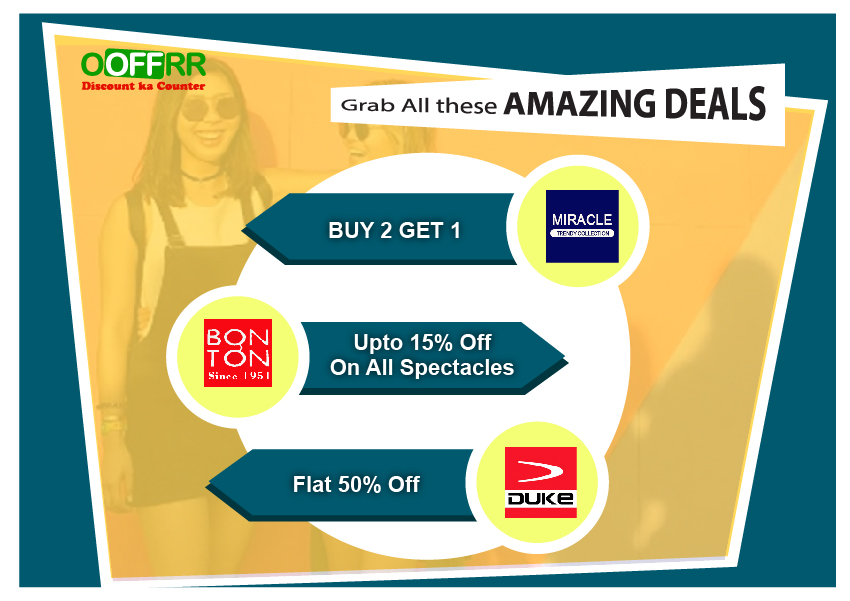 OOFFRR
Discount ka Counter
Grab All these AMAZING DEALS
BUY 2 GET 1
MIRACLE
TRENDY COLLECTION
BON
TON
Since 1951
Upto 15% Off
On All Spectacles
Flat 50% Off
DUKE